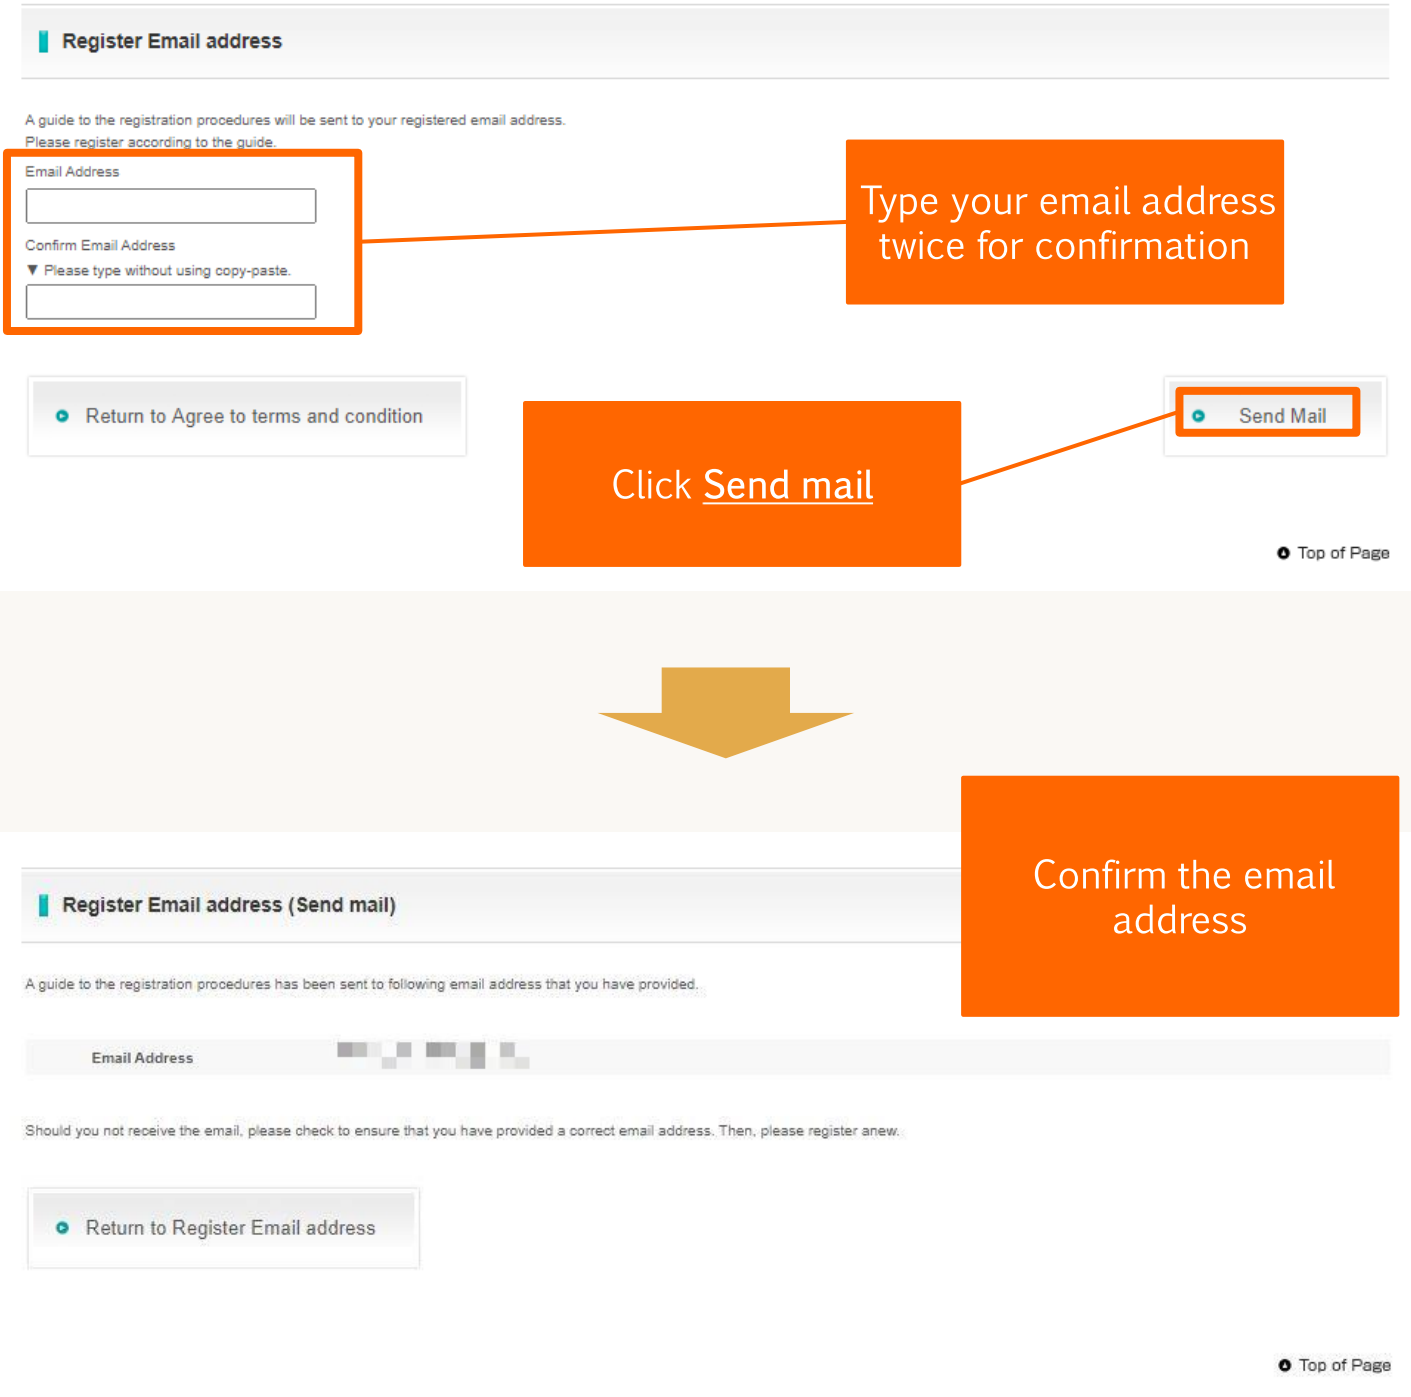 Register Email address
A guide to the registration procedures will be sent to your registered email address.
Please register according to the guide.
Email Address
Confirm Email Address
▼ Please type without using copy-paste.
Type your email address
twice for confirmation
Return to Agree to terms and condition
Send Mail
Click Send mail
Top of Page
Confirm the email
address
Register Email address (Send mail)
A guide to the registration procedures has been sent to following email address that you have provided.
Email Address
Should you not receive the email, please check to ensure that you have provided a correct email address. Then, please register anew.
Return to Register Email address
Top of Page